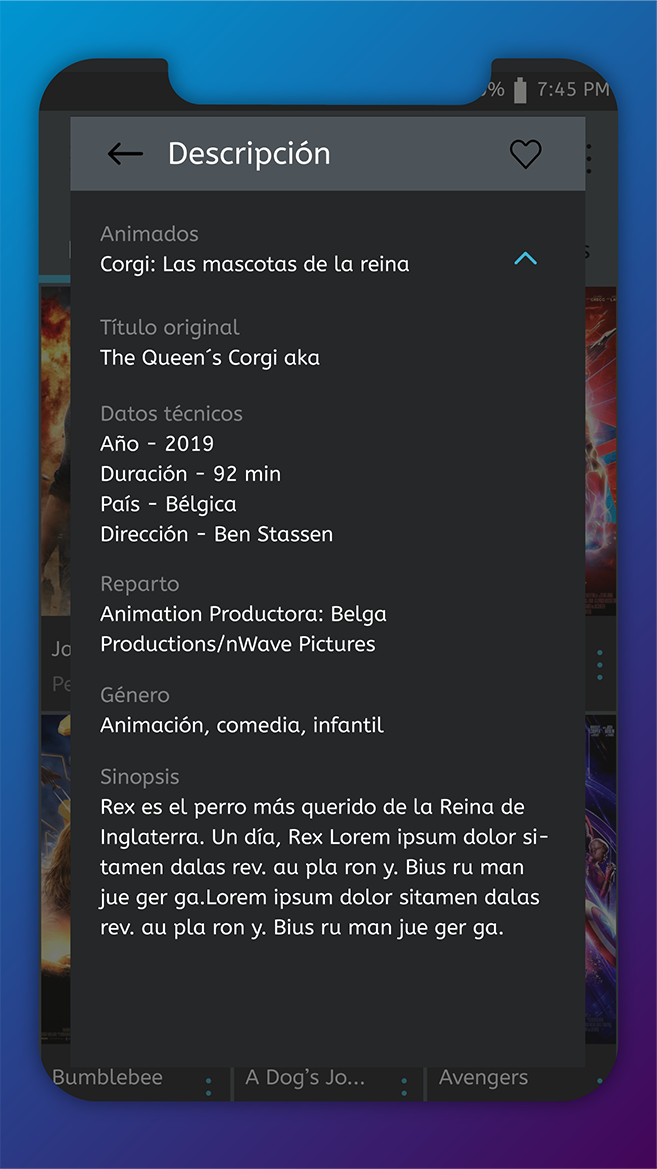 % 7:45 PM
Descripción
Animados
Corgi: Las mascotas de la reina
Título original
The Queen´s Corgi aka
Datos técnicos
Año - 2019
Duración - 92 min
País - Bélgica
Dirección - Ben Stassen
Reparto
Animation Productora: Belga
Productions/nWave Pictures
Género
Animación, comedia, infantil
Sinopsis
Rex es el perro más querido de la Reina de
Inglaterra. Un día, Rex Lorem ipsum dolor si-
tamen dalas rev. au pla ron y. Bius ru man
jue ger ga.Lorem ipsum dolor sitamen dalas
rev. au pla ron y. Bius ru man jue ger ga.
Ja
Pe
Bumblebee
A Dog’s Jo...
Avengers